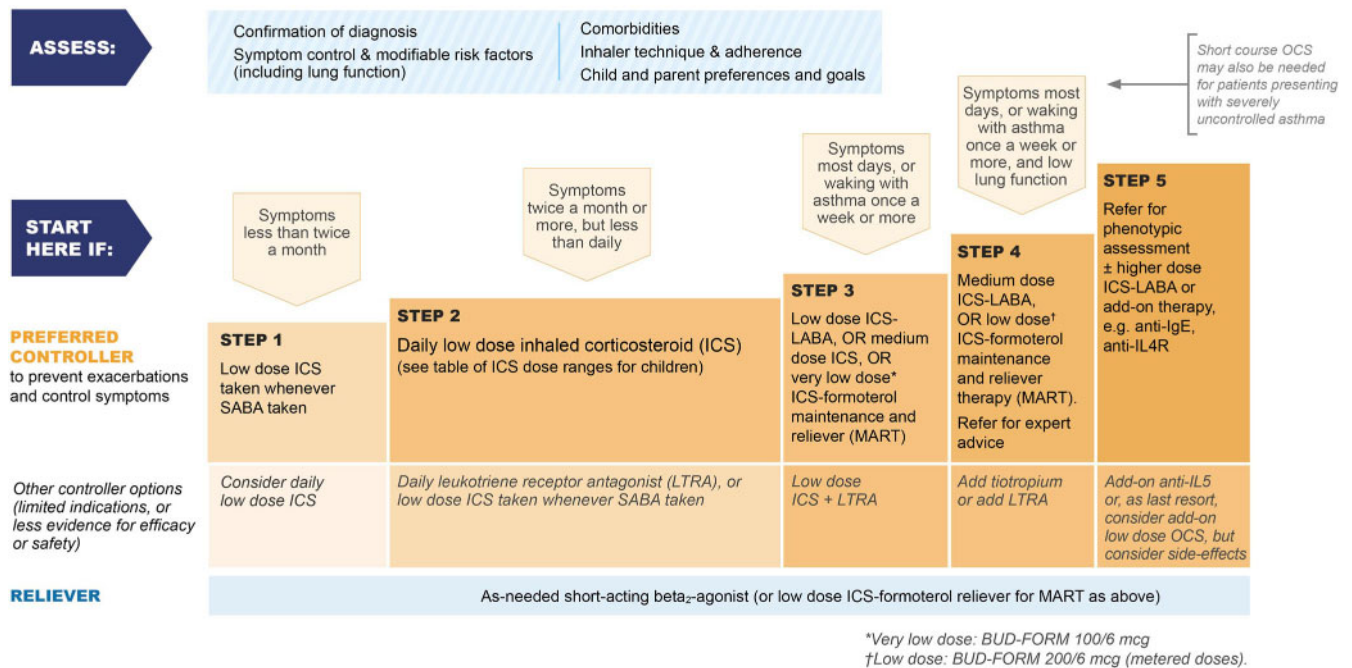 ASSESS:
Confirmation of diagnosis
Symptom control & modifiable risk factors
(including lung function)
Comorbidities
Inhaler technique & adherence
Child and parent preferences and goals
Short course OCS
may also be needed
for patients presenting
with severely
uncontrolled asthma
START
HERE IF:
Symptoms
less than twice
a month
Symptoms
twice a month or
more, but less
than daily
Symptoms
most days, or
waking with
asthma once a
week or more
Symptoms most
days, or waking
with asthma
once a week or
more, and low
lung function
PREFERRED
CONTROLLER
to prevent exacerbations
and control symptoms
STEP 1
Low dose ICS
taken whenever
SABA taken
STEP 2
Daily low dose inhaled corticosteroid (ICS)
(see table of ICS dose ranges for children)
STEP 3
Low dose ICS-
LABA, OR medium
dose ICS, OR
very low dose*
ICS-formoterol
maintenance and
reliever (MART)
STEP 4
Medium dose
ICS-LABA,
OR low dose†
ICS-formoterol
maintenance
and reliever
therapy (MART).
Refer for expert
advice
STEP 5
Refer for
phenotypic
assessment
± higher dose
ICS-LABA or
add-on therapy,
e.g. anti-IgE,
anti-IL4R
Other controller options
(limited indications, or
less evidence for efficacy
or safety)
Consider daily
low dose ICS
Daily leukotriene receptor antagonist (LTRA), or
low dose ICS taken whenever SABA taken
Low dose
ICS + LTRA
Add tiotropium
or add LTRA
Add-on anti-IL5
or, as last resort,
consider add-on
low dose OCS, but
consider side-effects
RELIEVER
As-needed short-acting beta₂-agonist (or low dose ICS-formoterol reliever for MART as above)
*Very low dose: BUD-FORM 100/6 mcg
†Low dose: BUD-FORM 200/6 mcg (metered doses).